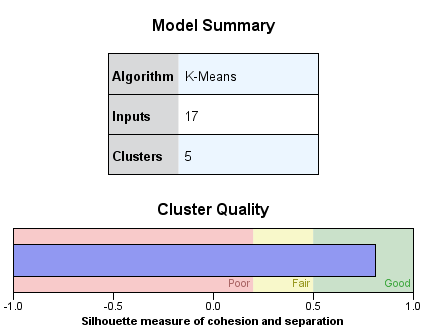 Model Summary
Algorithm K-Means
Inputs 17
Clusters 5
Cluster Quality
Poor Fair Good
-1.0 -0.5 0.0 0.5 1.0
Silhouette measure of cohesion and separation